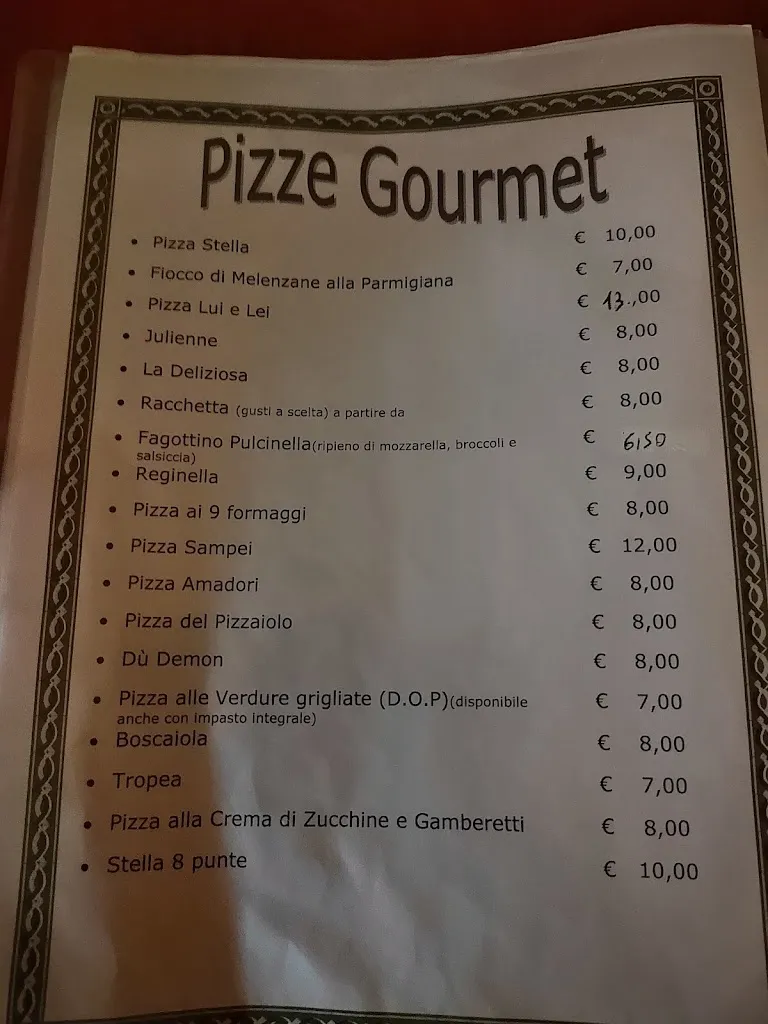 Pizze Gourmet
• Pizza Stella € 10,00
• Fiocco di Melenzane alla Parmigiana € 7,00
• Pizza Lui e Lei € 13.,00
• Julienne € 8,00
• La Deliziosa € 8,00
• Racchetta (gusti a scelta) a partire da € 8,00
• Fagottino Pulcinella(ripieno di mozzarella, broccoli e € 6,50
salsiccia)
• Reginella € 9,00
• Pizza ai 9 formaggi € 8,00
• Pizza Sampei € 12,00
• Pizza Amadori € 8,00
• Pizza del Pizzaiolo € 8,00
• Dù Demon € 8,00
• Pizza alle Verdure grigliate (D.O.P)(disponibile € 7,00
anche con impasto integrale)
• Boscaiola € 8,00
• Tropea € 7,00
• Pizza alla Crema di Zucchine e Gamberetti € 8,00
• Stella 8 punte € 10,00